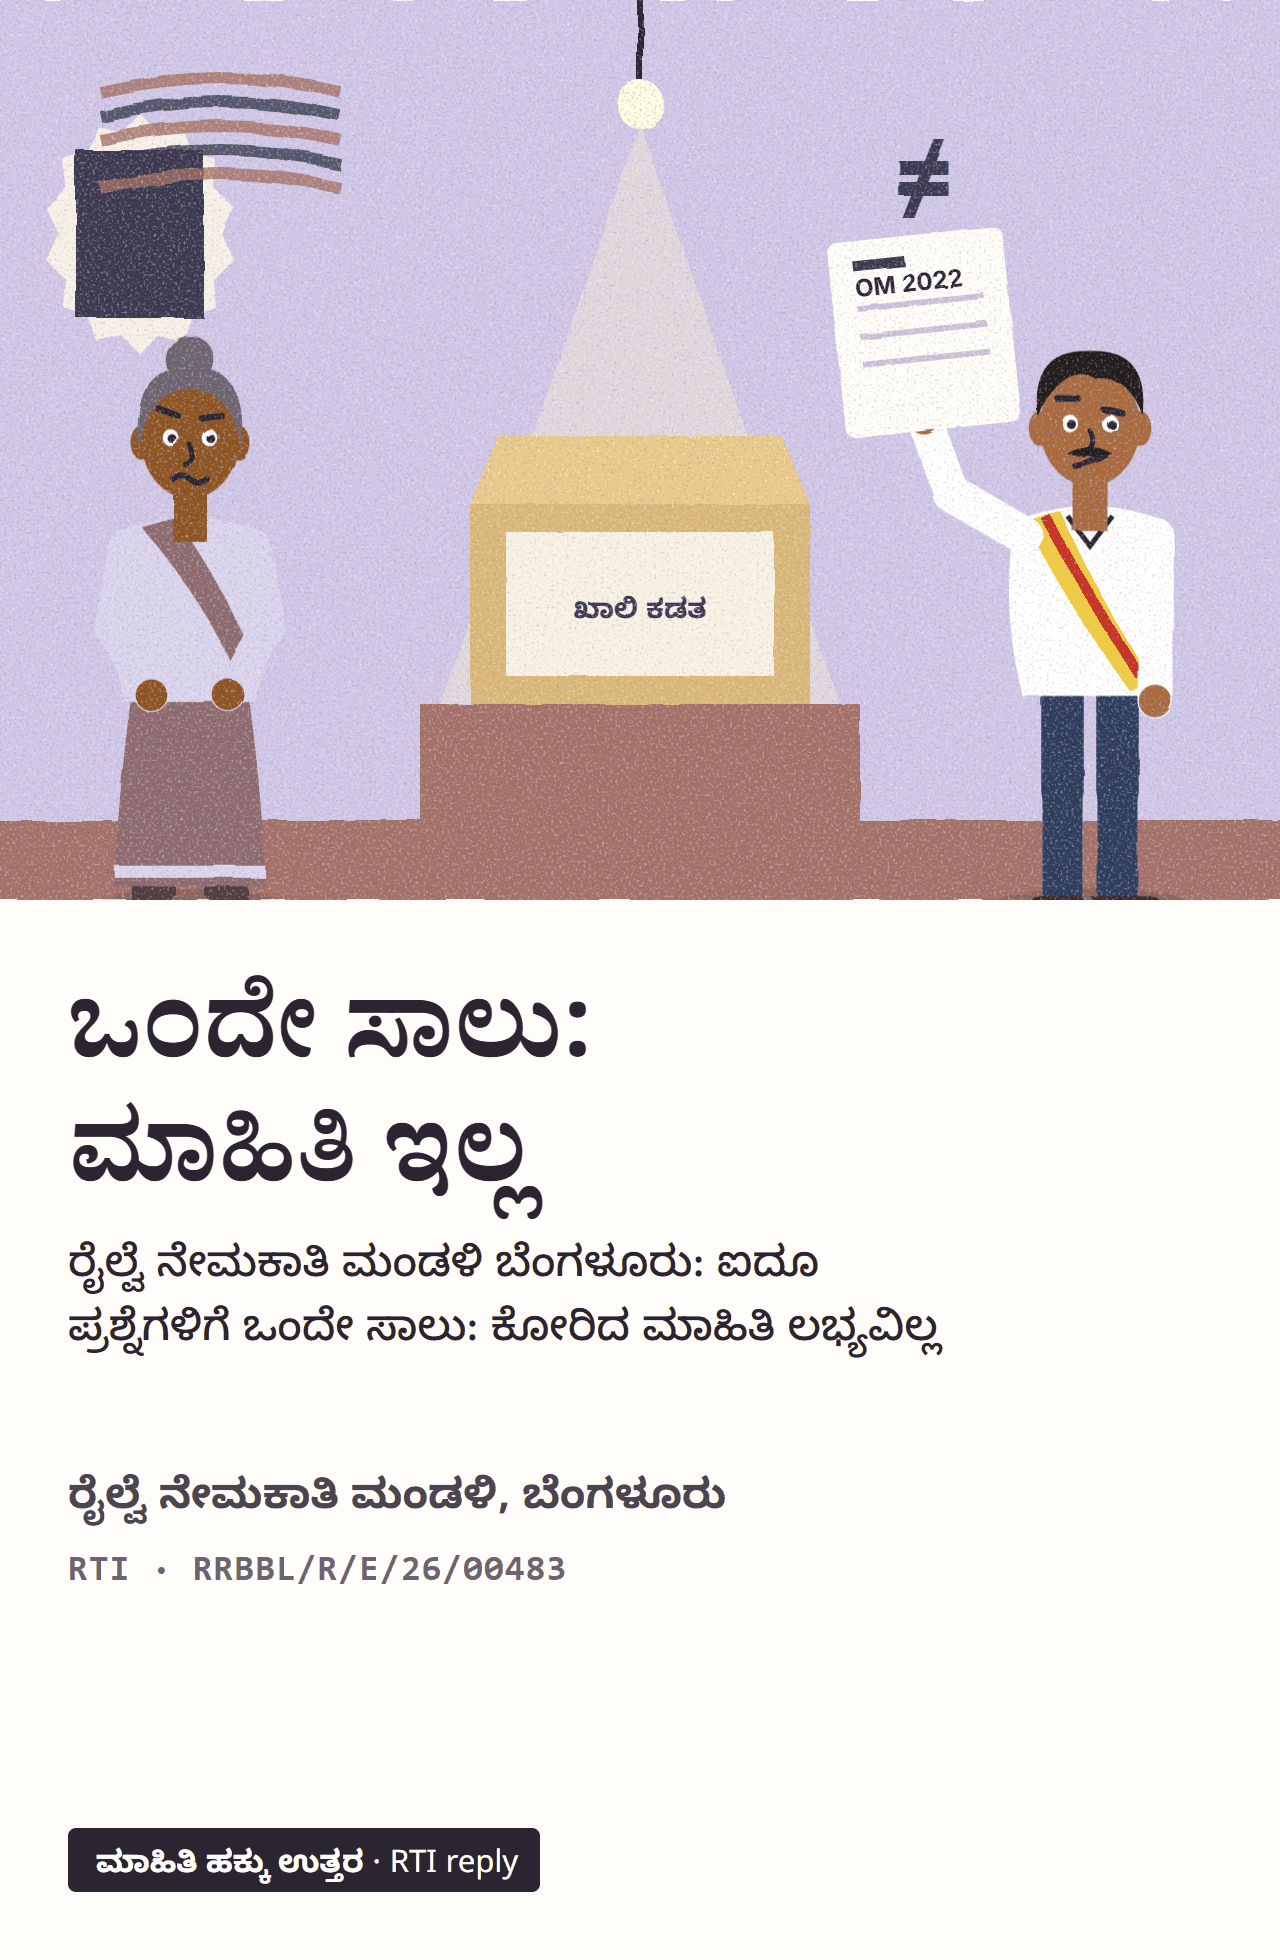 ≠
OM 2022
ಖಾಲಿ ಕಡತ
ಒಂದೇ ಸಾಲು:
ಮಾಹಿತಿ ಇಲ್ಲ
ರೈಲ್ವೆ ನೇಮಕಾತಿ ಮಂಡಳಿ ಬೆಂಗಳೂರು: ಐದೂ
ಪ್ರಶ್ನೆಗಳಿಗೆ ಒಂದೇ ಸಾಲು: ಕೋರಿದ ಮಾಹಿತಿ ಲಭ್ಯವಿಲ್ಲ
ರೈಲ್ವೆ ನೇಮಕಾತಿ ಮಂಡಳಿ, ಬೆಂಗಳೂರು
RTI · RRBBL/R/E/26/00483
ಮಾಹಿತಿ ಹಕ್ಕು ಉತ್ತರ · RTI reply